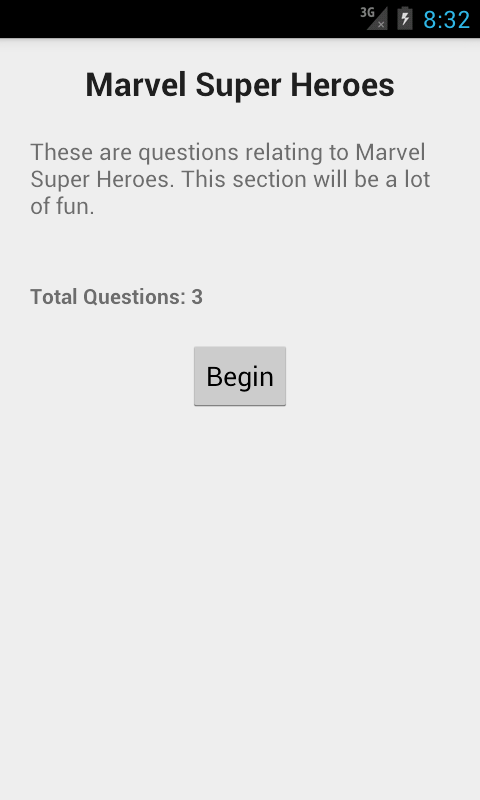 3G
8:32
Marvel Super Heroes
These are questions relating to Marvel
Super Heroes. This section will be a lot
of fun.
Total Questions: 3
Begin